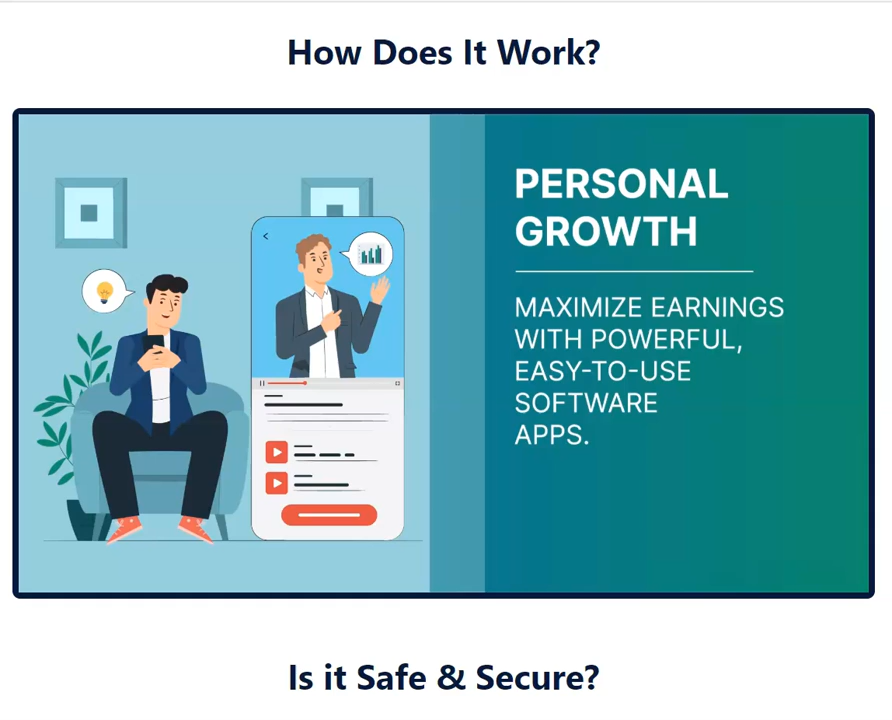 How Does It Work?
PERSONAL
GROWTH
MAXIMIZE EARNINGS
WITH POWERFUL,
EASY-TO-USE
SOFTWARE
APPS.
Is it Safe & Secure?